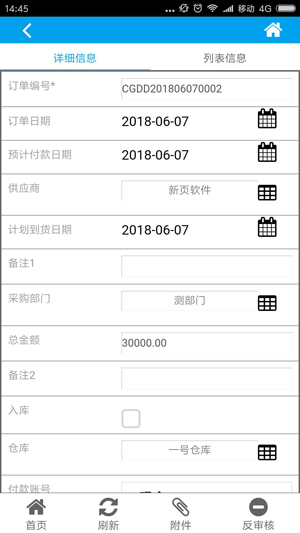 14:45 ... 移动 4G
详细信息 列表信息
订单编号* CGDD201806070002
订单日期 2018-06-07
预计付款日期 2018-06-07
供应商 新页软件
计划到货日期 2018-06-07
备注1
采购部门 测部门
总金额 30000.00
备注2
入库
仓库 一号仓库
付款账号
首页 刷新 附件 反审核